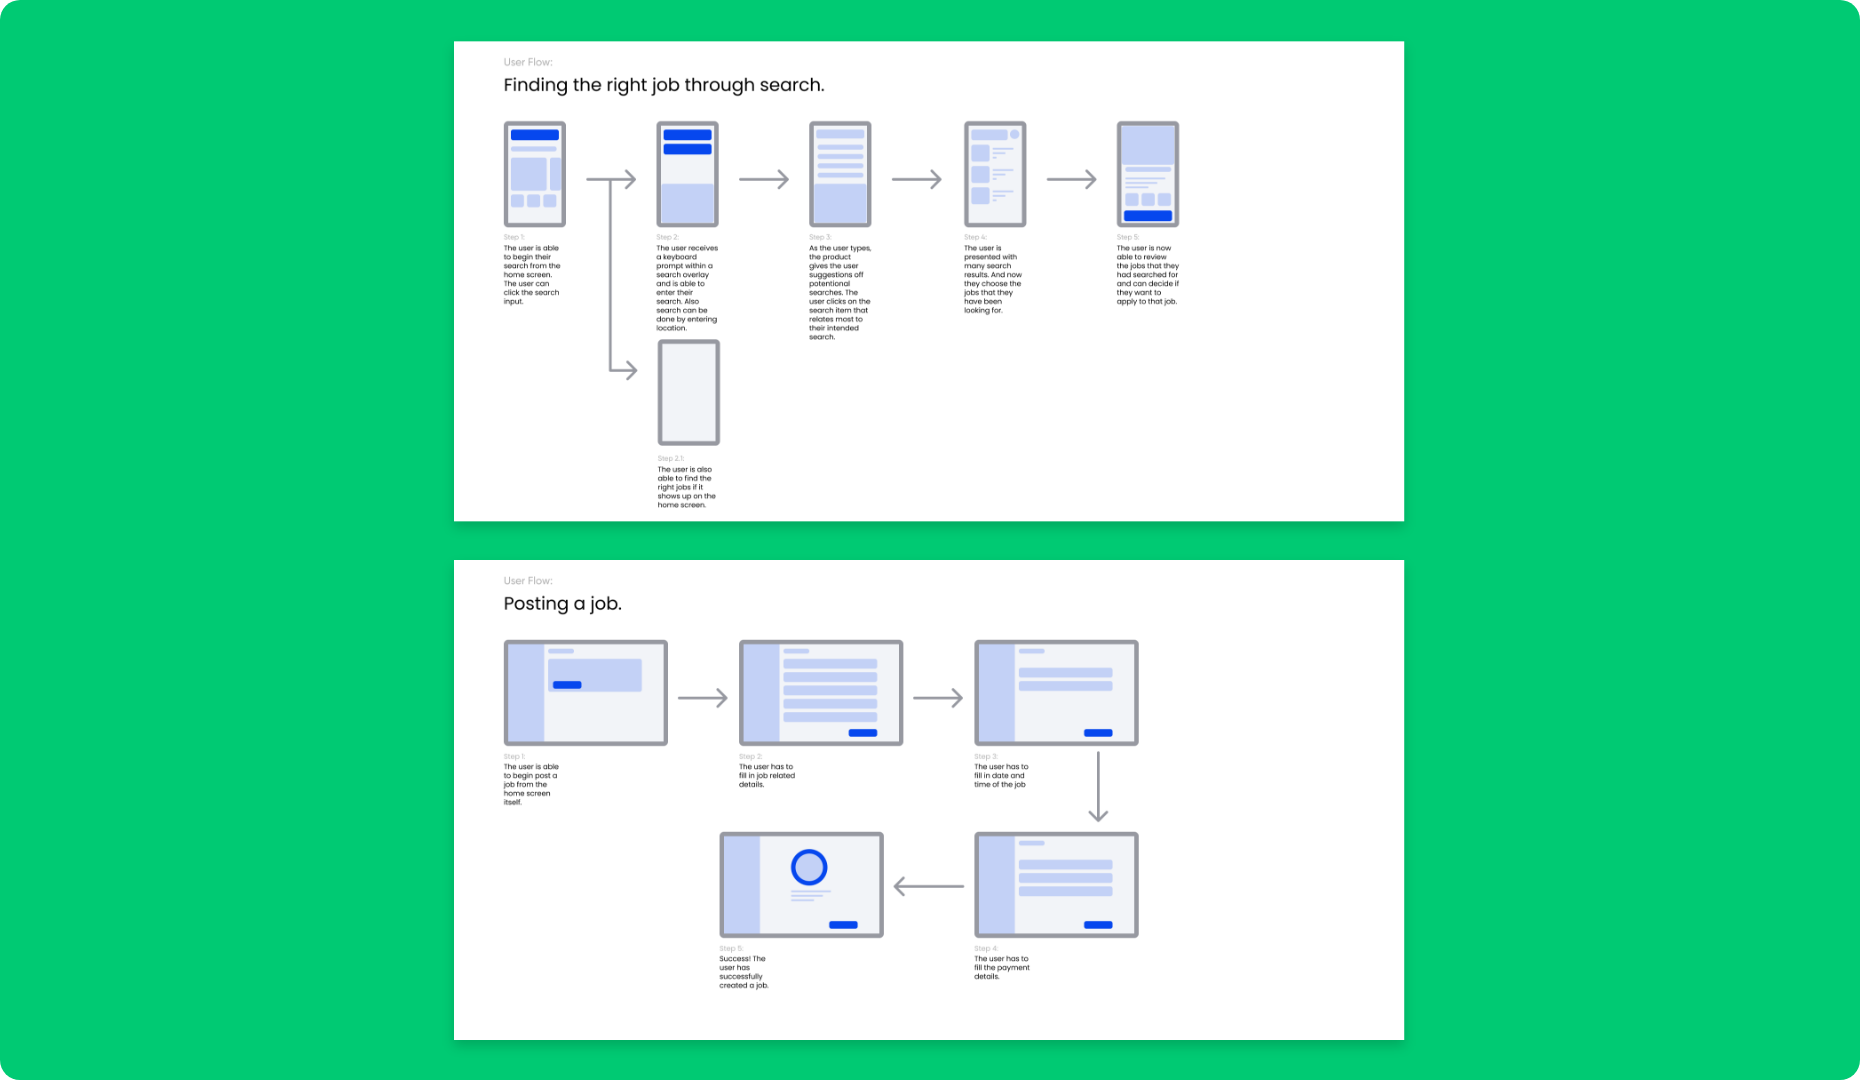 User Flow:
Finding the right job through search.
Step 1:
The user is able
to begin their
search from the
home screen.
The user can
click the search
input.
Step 2:
The user receives
a keyboard
prompt within a
search overlay
and is able to
enter their
search. Also
search can be
done by entering
location.
Step 3:
As the user types,
the product
gives the user
suggestions off
potentional
searches. The
user clicks on the
search item that
relates most to
their intended
search.
Step 4:
The user is
presented with
many search
results. And now
they choose the
jobs that they
have been
looking for.
Step 5:
The user is now
able to review
the jobs that they
had searched for
and can decide if
they want to
apply to that job.
Step 2.1:
The user is also
able to find the
right jobs if it
shows up on the
home screen.
User Flow:
Posting a job.
Step 1:
The user is able
to begin post a
job from the
home screen
itself.
Step 2:
The user has to
fill in job related
details.
Step 3:
The user has to
fill in date and
time of the job
Step 5:
Success! The
user has
successfully
created a job.
Step 4:
The user has to
fill the payment
details.